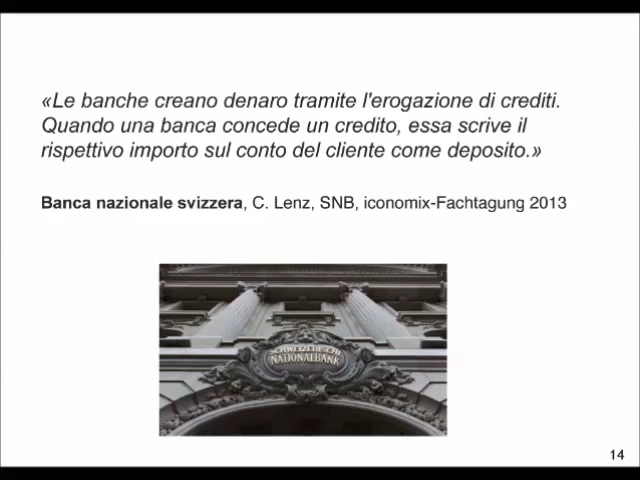 «Le banche creano denaro tramite l'erogazione di crediti.
Quando una banca concede un credito, essa scrive il
rispettivo importo sul conto del cliente come deposito.»
Banca nazionale svizzera, C. Lenz, SNB, iconomix-Fachtagung 2013
SCHWEIZERISCHE
NATIONALBANK
14